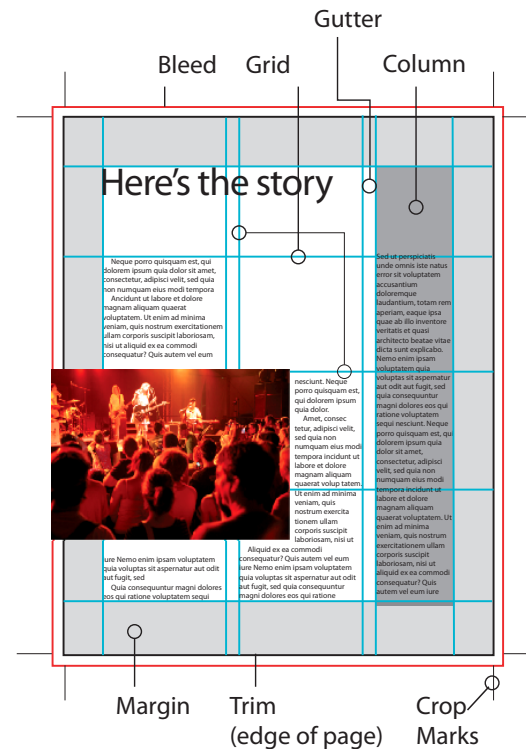 Gutter
Bleed
Grid
Column
Here's the story
Neque porro quisquam est, qui
dolorem ipsum quia dolor sit amet,
consectetur, adipisci velit, sed quia
non numquam eius modi tempora
Ancidunt ut labore et dolore
magnam aliquam quaerat
voluptatem. Ut enim ad minima
veniam, quis nostrum exercitationem
ullam corporis suscipit laboriosam,
nisi ut aliquid ex ea commodi
consequatur? Quis autem vel eum
iure Nemo enim ipsam voluptatem
quia voluptas sit aspernatur aut odit
aut fugit, sed
Quia consequuntur magni dolores
eos qui ratione voluptatem sequi
nesciunt. Neque
porro quisquam est,
qui dolorem ipsum
quia dolor.
Amet, consec
tetur, adipisci velit,
sed quia non
numquam eius modi
tempora incidunt ut
labore et dolore
magnam aliquam
quaerat volup tatem.
Ut enim ad minima
veniam, quis
nostrum exercita
tionem ullam
corporis suscipit
laboriosam, nisi ut
Aliquid ex ea commodi
consequatur? Quis autem vel eum
iure Nemo enim ipsam voluptatem
quia voluptas sit aspernatur aut odit
aut fugit, sed quia consequuntur
magni dolores eos qui ratione
Sed ut perspiciatis
unde omnis iste natus
error sit voluptatem
accusantium
doloremque
laudantium, totam rem
aperiam, eaque ipsa
quae ab illo inventore
veritatis et quasi
architecto beatae vitae
dicta sunt explicabo.
Nemo enim ipsam
voluptatem quia
voluptas sit aspernatur
aut odit aut fugit, sed
quia consequuntur
magni dolores eos qui
ratione voluptatem
sequi nesciunt. Neque
porro quisquam est, qui
dolorem ipsum quia
dolor sit amet,
consectetur, adipisci
velit, sed quia non
numquam eius modi
tempora incidunt ut
labore et dolore
magnam aliquam
quaerat voluptatem. Ut
enim ad minima
veniam, quis nostrum
exercitationem ullam
corporis suscipit
laboriosam, nisi ut
aliquid ex ea commodi
consequatur? Quis
autem vel eum iure
Margin
Trim
(edge of page)
Crop
Marks